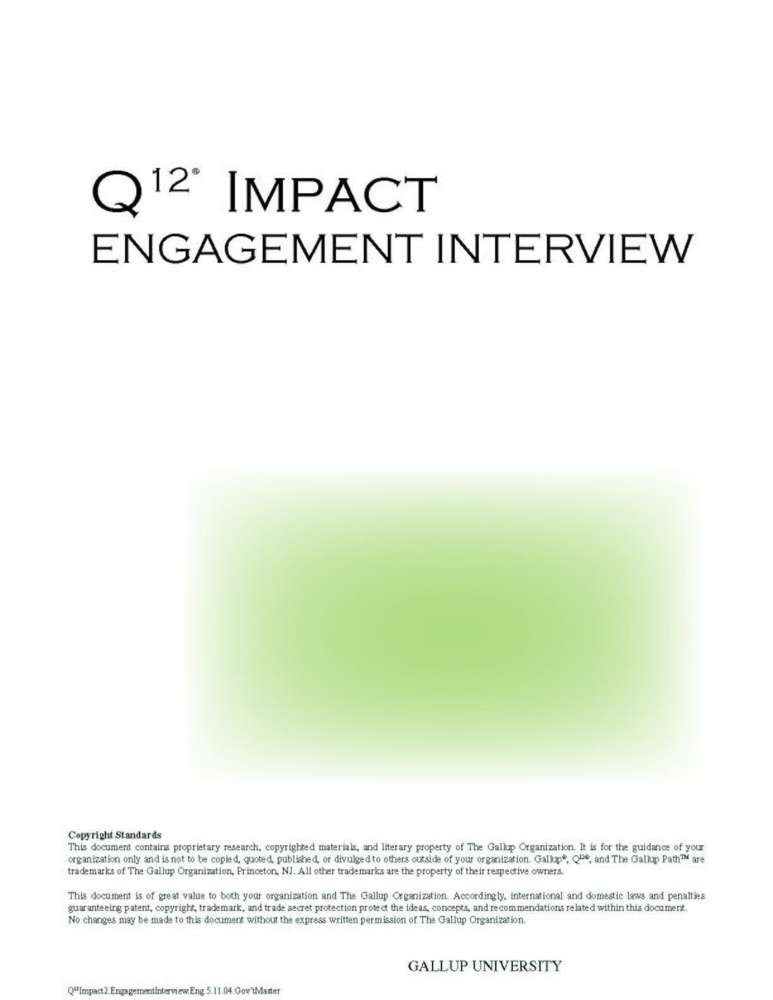 Q12® IMPACT
ENGAGEMENT INTERVIEW
Copyright Standards
This document contains proprietary research, copyrighted materials, and literary property of The Gallup Organization. It is for the guidance of your
organization only and is not to be copied, quoted, published, or divulged to others outside of your organization. Gallup®, Q12®, and The Gallup Path™ are
trademarks of The Gallup Organization, Princeton, NJ. All other trademarks are the property of their respective owners.
This document is of great value to both your organization and The Gallup Organization. Accordingly, international and domestic laws and penalties
guaranteeing patent, copyright, trademark, and trade secret protection protect the ideas, concepts, and recommendations related within this document.
No changes may be made to this document without the express written permission of The Gallup Organization.
GALLUP UNIVERSITY
Q12Impact2.EngagementInterview.Eng.5.11.04.Gov'tMaster